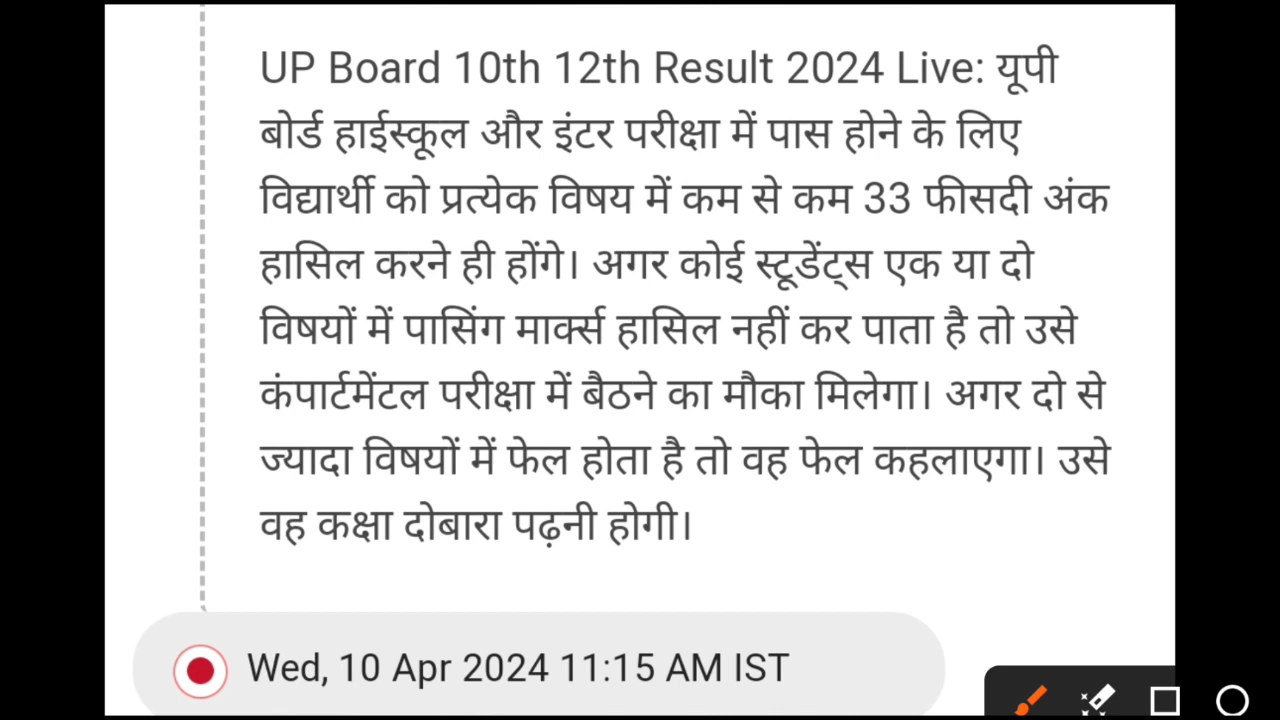 UP Board 10th 12th Result 2024 Live: यूपी
बोर्ड हाईस्कूल और इंटर परीक्षा में पास होने के लिए
विद्यार्थी को प्रत्येक विषय में कम से कम 33 फीसदी अंक
हासिल करने ही होंगे। अगर कोई स्टूडेंट्स एक या दो
विषयों में पासिंग मार्क्स हासिल नहीं कर पाता है तो उसे
कंपार्टमेंटल परीक्षा में बैठने का मौका मिलेगा। अगर दो से
ज्यादा विषयों में फेल होता है तो वह फेल कहलाएगा। उसे
वह कक्षा दोबारा पढ़नी होगी।
Wed, 10 Apr 2024 11:15 AM IST